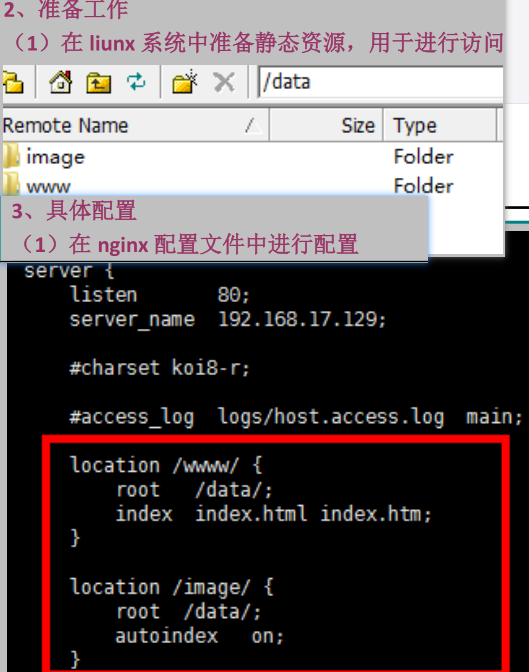 2、准备工作
（1）在 liunx 系统中准备静态资源，用于进行访问
/data
Remote Name Size Type
image Folder
www Folder
3、具体配置
（1）在 nginx 配置文件中进行配置
server {
listen 80;
server_name 192.168.17.129;
#charset koi8-r;
#access_log logs/host.access.log main;
location /wwww/ {
root /data/;
index index.html index.htm;
}
location /image/ {
root /data/;
autoindex on;
}